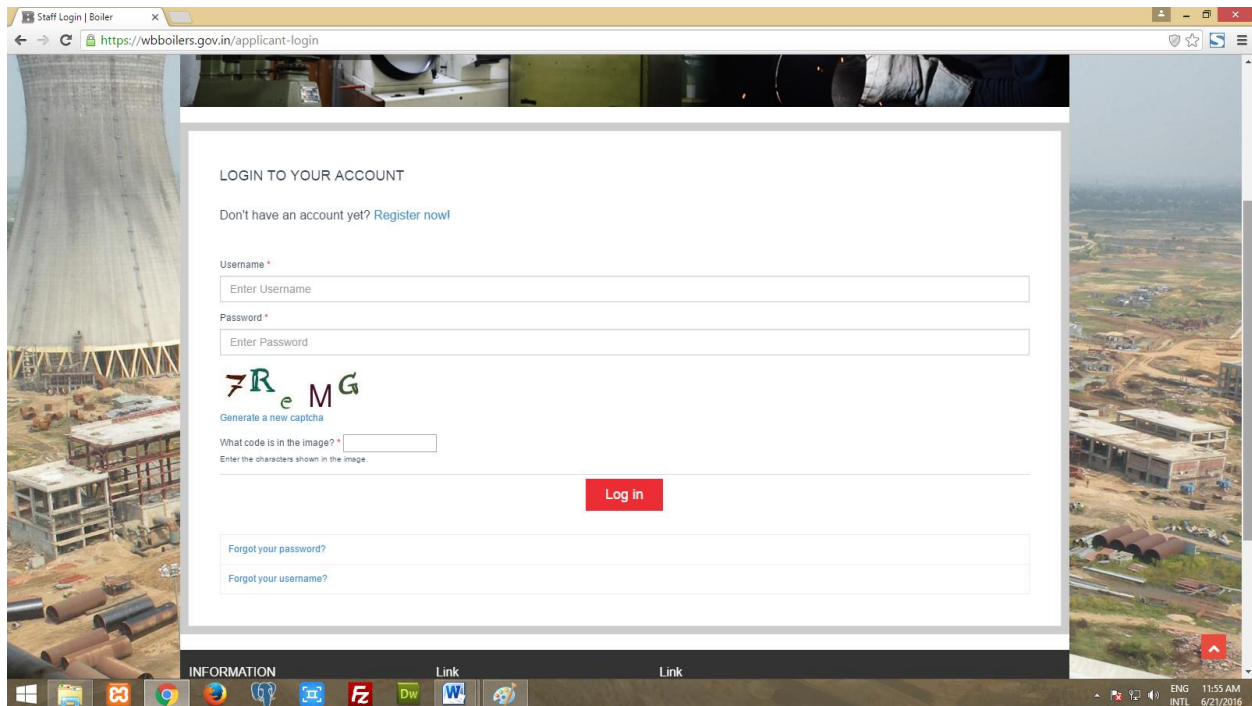 Staff Login | Boiler
https://wbboilers.gov.in/applicant-login
LOGIN TO YOUR ACCOUNT
Don't have an account yet? Register now!
Username *
Enter Username
Password *
Enter Password
7ReMG
Generate a new captcha
What code is in the image? *
Enter the characters shown in the image.
Log in
Forgot your password?
Forgot your username?
INFORMATION Link Link
Dw
ENG 11:55 AM
INTL 6/21/2016